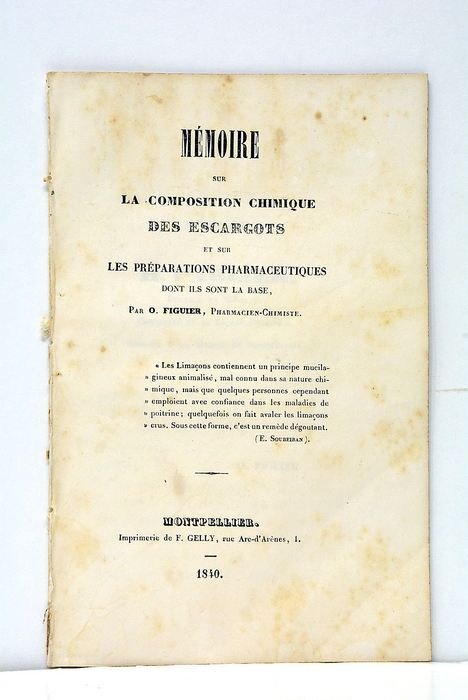 MÉMOIRE
SUR
LA COMPOSITION CHIMIQUE
DES ESCARGOTS
ET SUR
LES PRÉPARATIONS PHARMACEUTIQUES
DONT ILS SONT LA BASE,
PAR O. FIGUIER, PHARMACIEN-CHIMISTE.
« Les Limaçons contiennent un principe mucila-
» gineux animalisé, mal connu dans sa nature chi-
» mique, mais que quelques personnes cependant
» emploient avec confiance dans les maladies de
» poitrine; quelquefois on fait avaler les limaçons
» crus. Sous cette forme, c'est un remède dégoutant.
(E. SOUBEIRAN).
MONTPELLIER.
Imprimerie de F. GELLY, rue Arc-d'Arènes, 1.
1840.